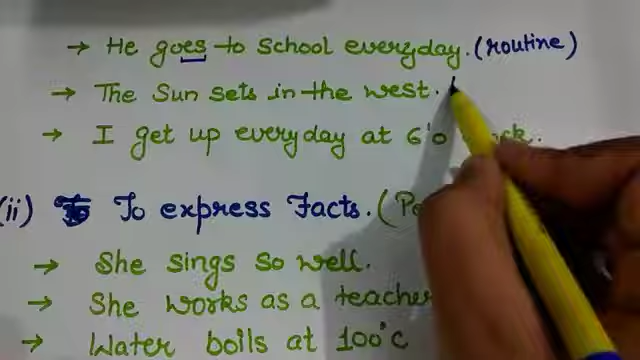 → He goes to school everyday. (routine)
→ The Sun sets in the west.
→ I get up everyday at 6'o
(ii) To express Facts.
→ She sings so well.
→ She works as a teacher
→ Water boils at 100°c